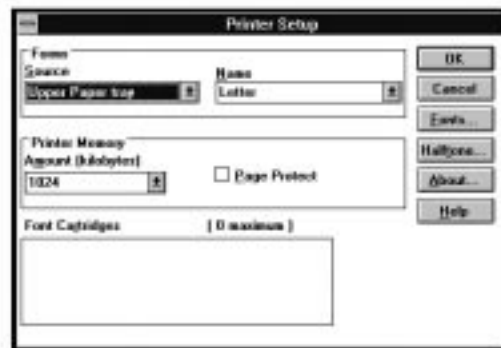 Printer Setup
Forms
Source
Name
Upper Paper tray
Letter
Printer Memory
Amount (kilobytes)
1024
Page Protect
Font Cartridges ( 0 maximum )
OK
Cancel
Fonts...
Halftone...
About...
Help